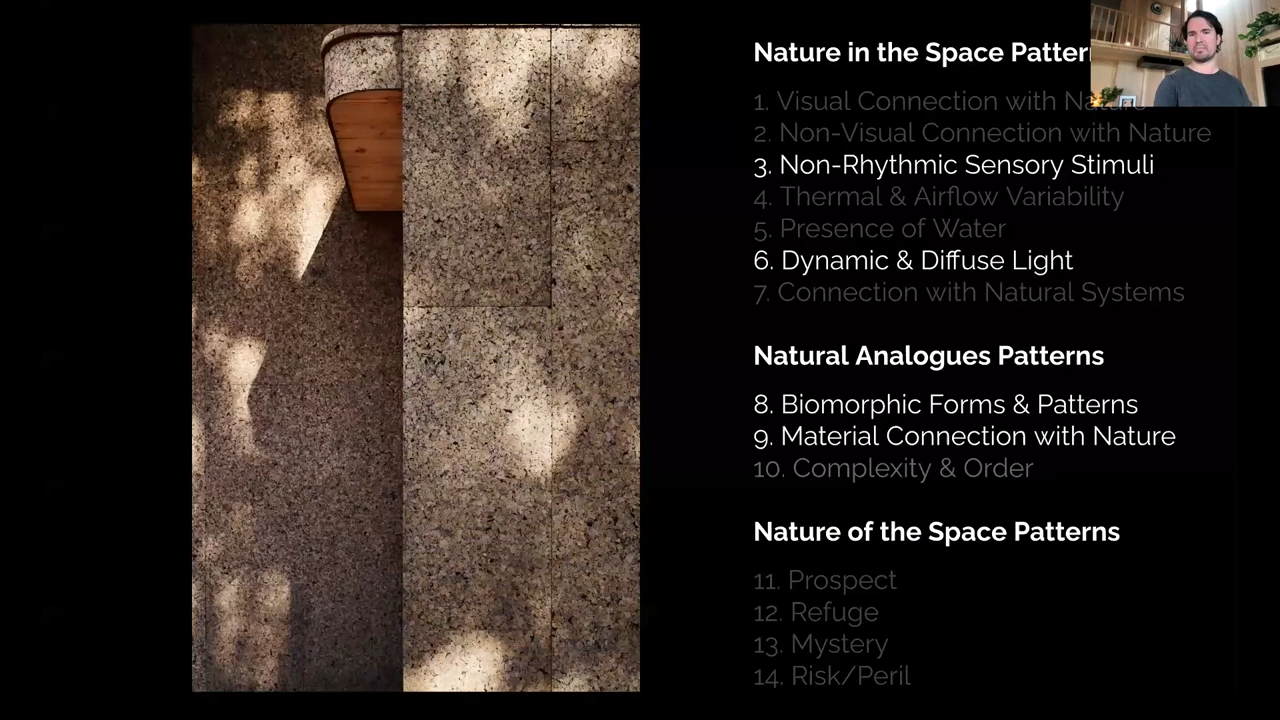 Nature in the Space Patter
1. Visual Connection with Nature
2. Non-Visual Connection with Nature
3. Non-Rhythmic Sensory Stimuli
4. Thermal & Airflow Variability
5. Presence of Water
6. Dynamic & Diffuse Light
7. Connection with Natural Systems
Natural Analogues Patterns
8. Biomorphic Forms & Patterns
9. Material Connection with Nature
10. Complexity & Order
Nature of the Space Patterns
11. Prospect
12. Refuge
13. Mystery
14. Risk/Peril